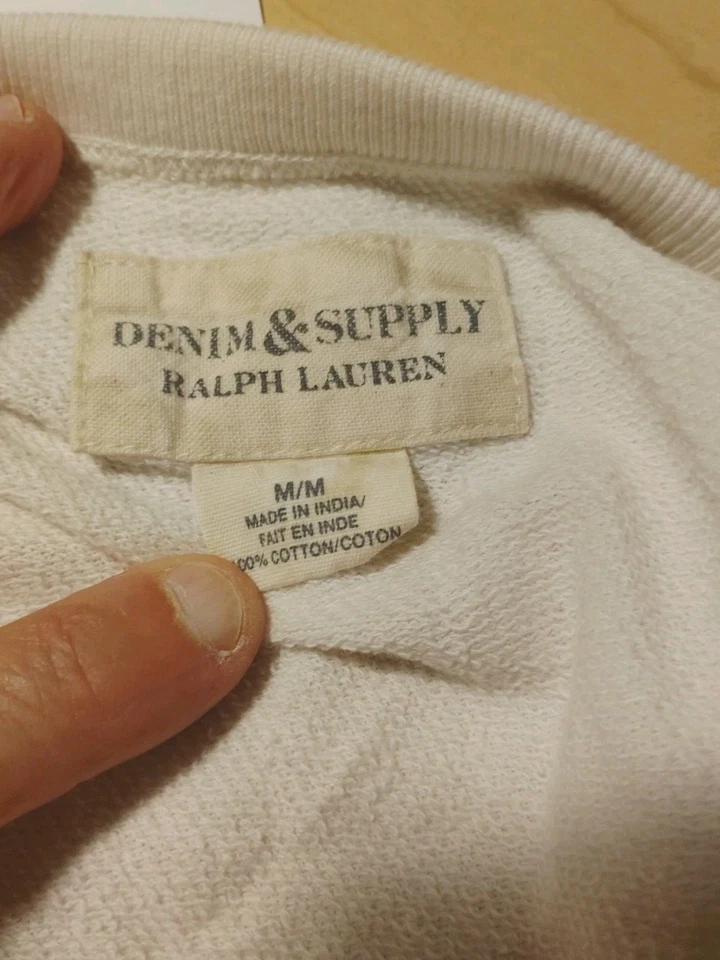 DENIM & SUPPLY
RALPH LAUREN
M/M
MADE IN INDIA/
FAIT EN INDE
00% COTTON/COTON